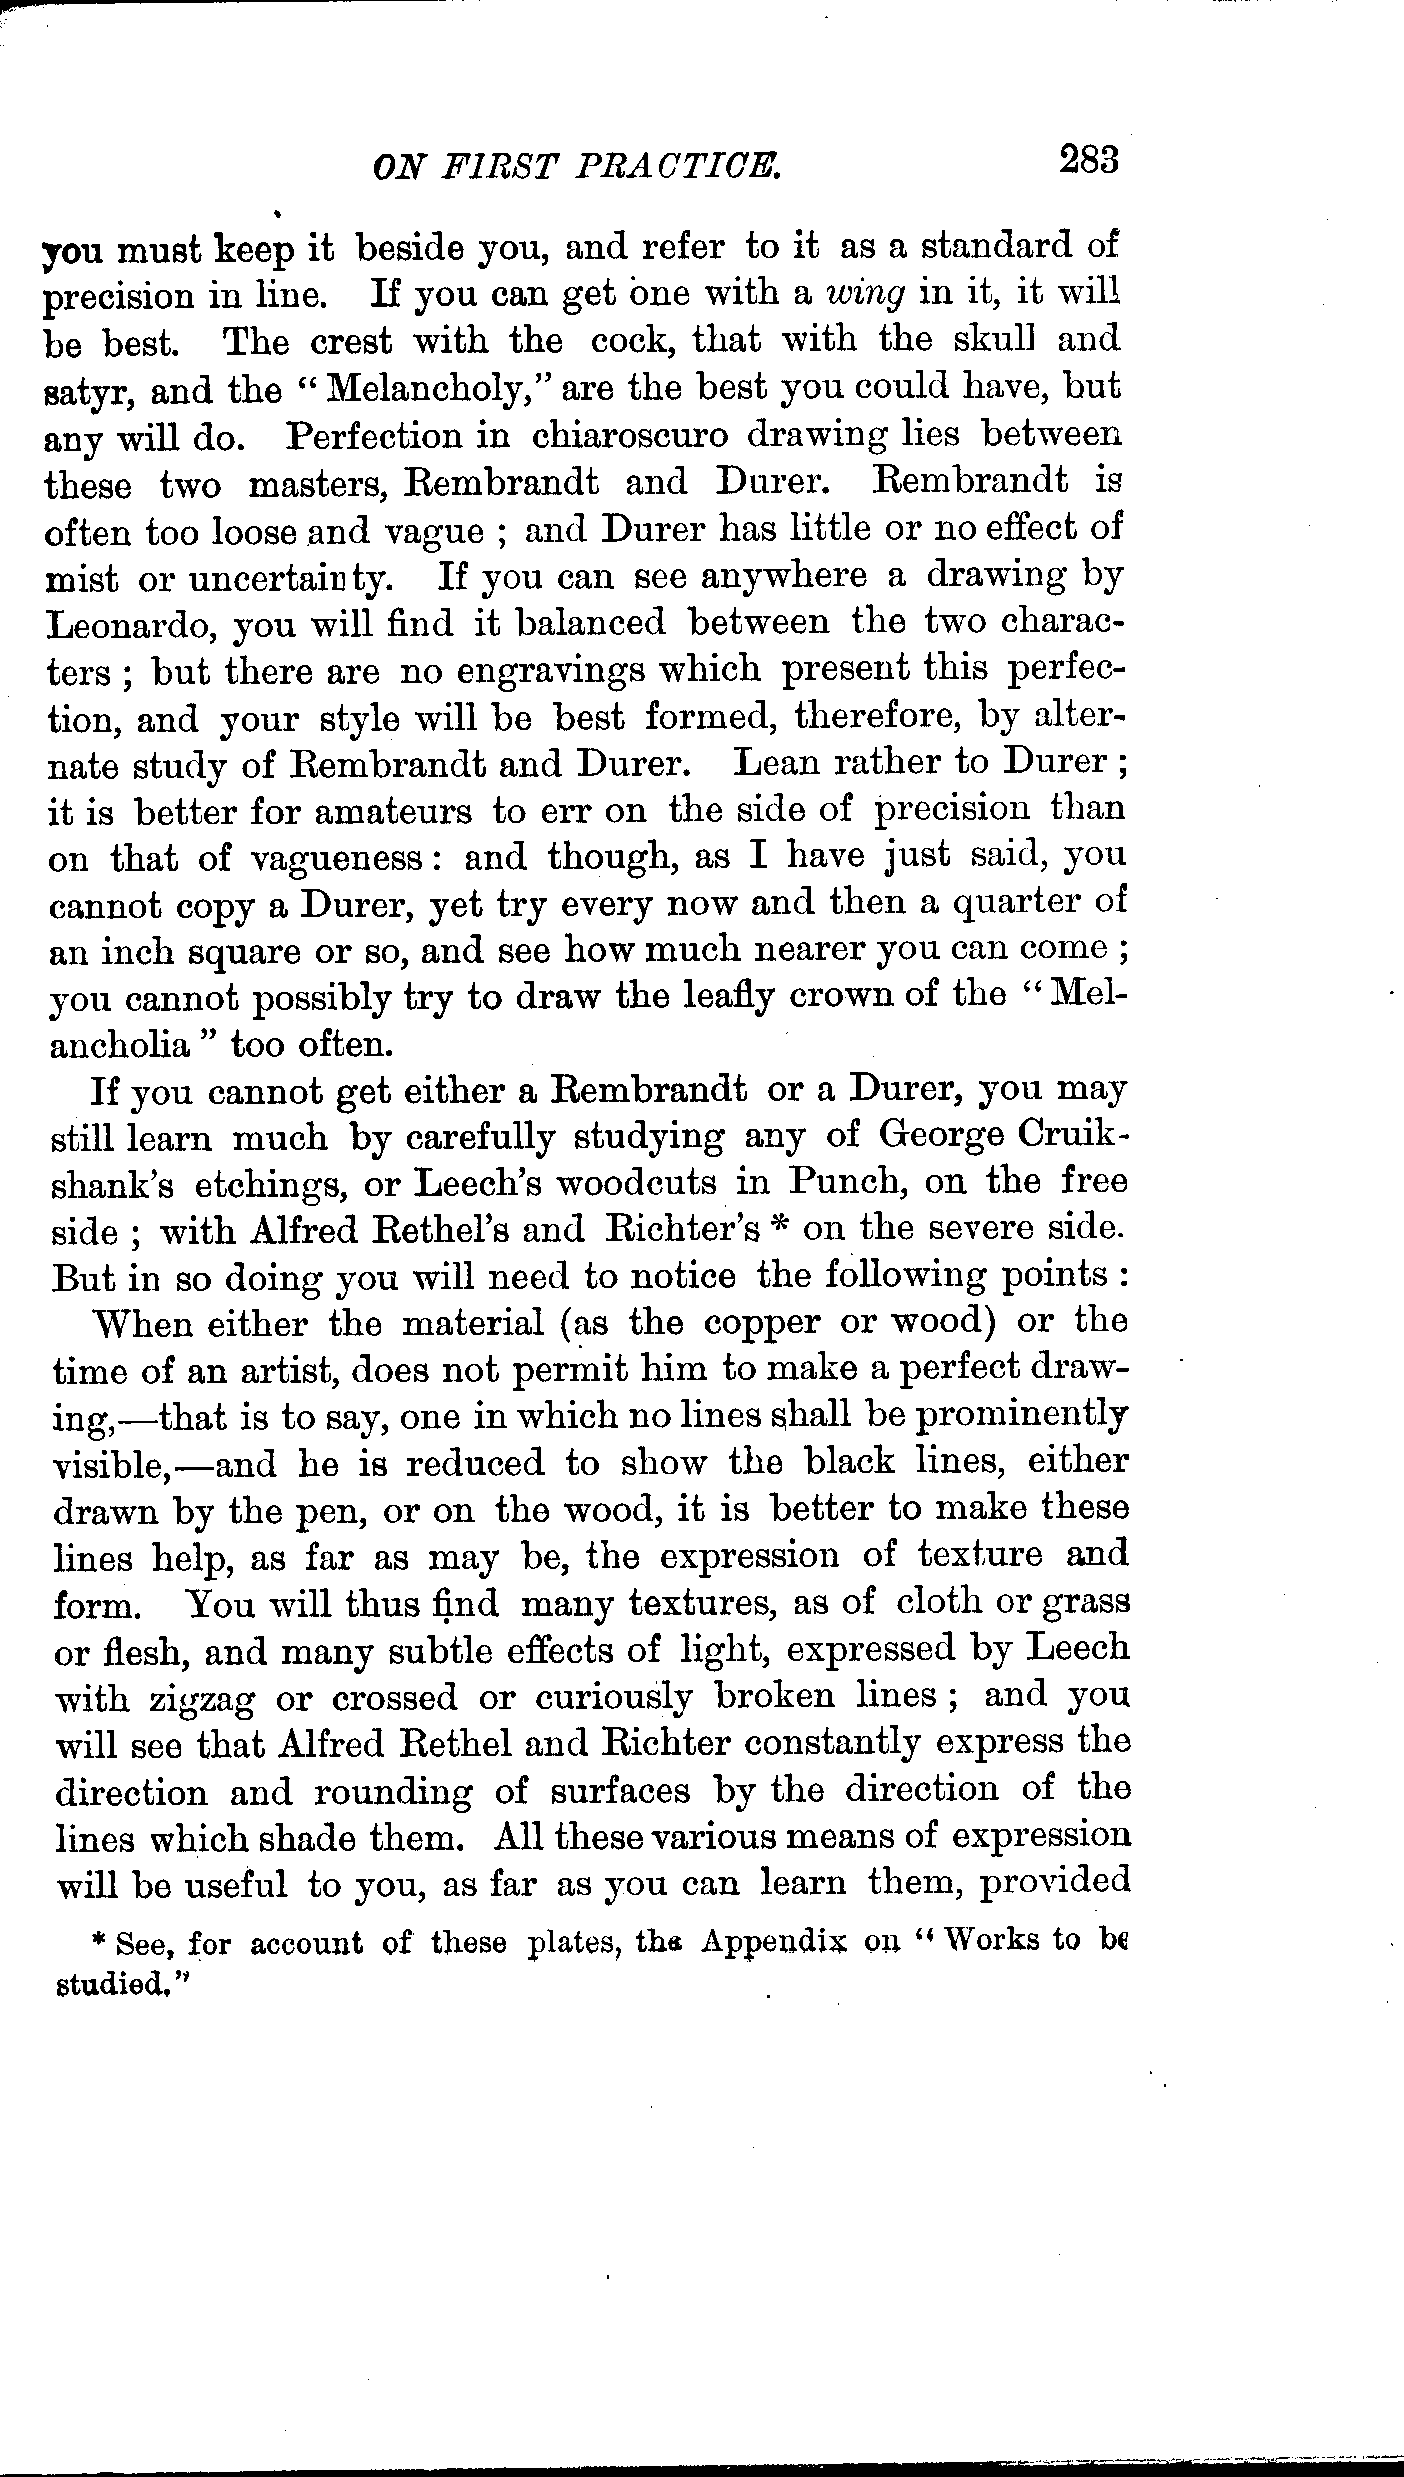 ON FIRST PRACTICE. 283
you must keep it beside you, and refer to it as a standard of
precision in line. If you can get one with a wing in it, it will
be best. The crest with the cock, that with the skull and
satyr, and the “Melancholy,” are the best you could have, but
any will do. Perfection in chiaroscuro drawing lies between
these two masters, Rembrandt and Durer. Rembrandt is
often too loose and vague ; and Durer has little or no effect of
mist or uncertainty. If you can see anywhere a drawing by
Leonardo, you will find it balanced between the two charac-
ters ; but there are no engravings which present this perfec-
tion, and your style will be best formed, therefore, by alter-
nate study of Rembrandt and Durer. Lean rather to Durer ;
it is better for amateurs to err on the side of precision than
on that of vagueness : and though, as I have just said, you
cannot copy a Durer, yet try every now and then a quarter of
an inch square or so, and see how much nearer you can come ;
you cannot possibly try to draw the leafly crown of the “Mel-
ancholia” too often.
If you cannot get either a Rembrandt or a Durer, you may
still learn much by carefully studying any of George Cruik-
shank’s etchings, or Leech’s woodcuts in Punch, on the free
side ; with Alfred Rethel’s and Richter’s * on the severe side.
But in so doing you will need to notice the following points :
When either the material (as the copper or wood) or the
time of an artist, does not permit him to make a perfect draw-
ing,—that is to say, one in which no lines shall be prominently
visible,—and he is reduced to show the black lines, either
drawn by the pen, or on the wood, it is better to make these
lines help, as far as may be, the expression of texture and
form. You will thus find many textures, as of cloth or grass
or flesh, and many subtle effects of light, expressed by Leech
with zigzag or crossed or curiously broken lines ; and you
will see that Alfred Rethel and Richter constantly express the
direction and rounding of surfaces by the direction of the
lines which shade them. All these various means of expression
will be useful to you, as far as you can learn them, provided
* See, for account of these plates, the Appendix on “Works to be
studied.”